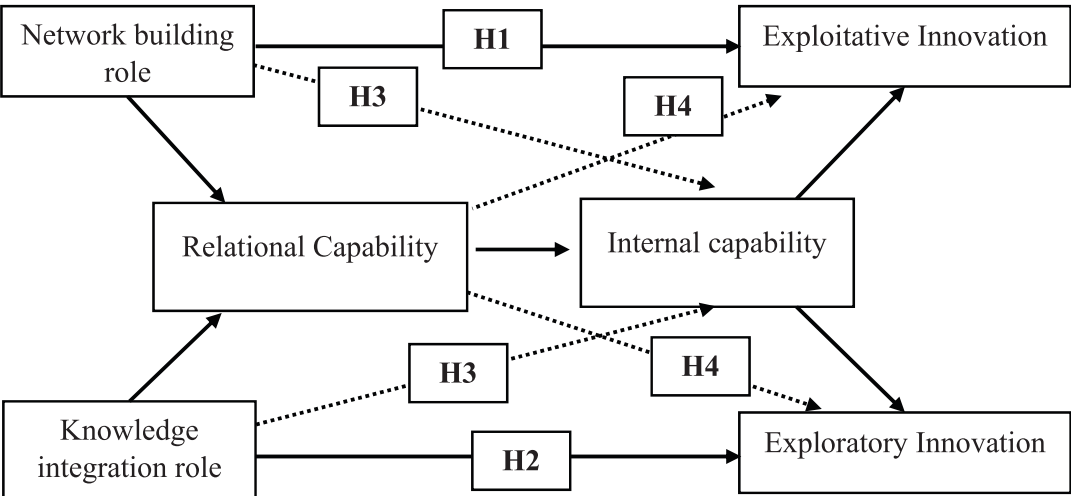 Network building
role
H1
Exploitative Innovation
H3
H4
Relational Capability
Internal capability
H3
H4
Knowledge
integration role
H2
Exploratory Innovation